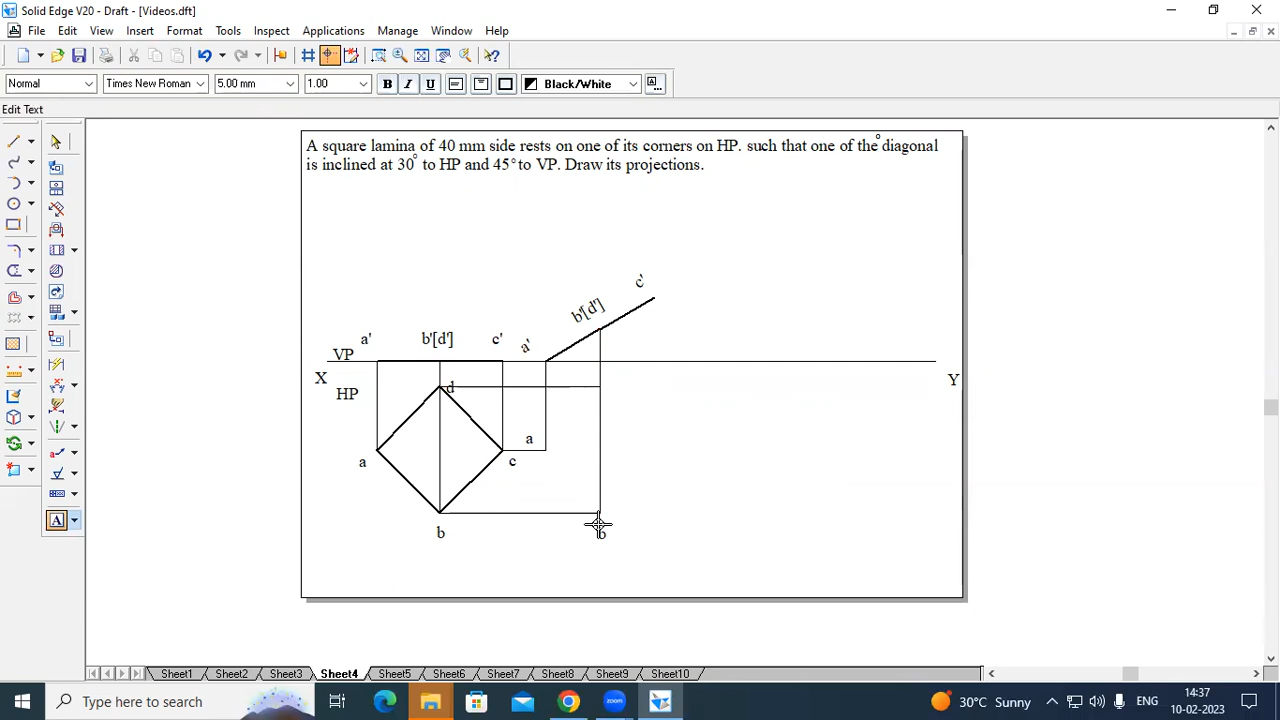 Solid Edge V20 - Draft - [Videos.dft]
File Edit View Insert Format Tools Inspect Applications Manage Window Help
Normal Times New Roman 5.00 mm 1.00 B I U Black/White
Edit Text
A square lamina of 40 mm side rests on one of its corners on HP. such that one of the° diagonal
is inclined at 30° to HP and 45° to VP. Draw its projections.
c'
b'[d']
a' b'[d'] c' a'
VP
X Y
HP d
a
a c
b b
Sheet1 Sheet2 Sheet3 Sheet4 Sheet5 Sheet6 Sheet7 Sheet8 Sheet9 Sheet10
Type here to search zoom 30°C Sunny ENG 14:37
10-02-2023